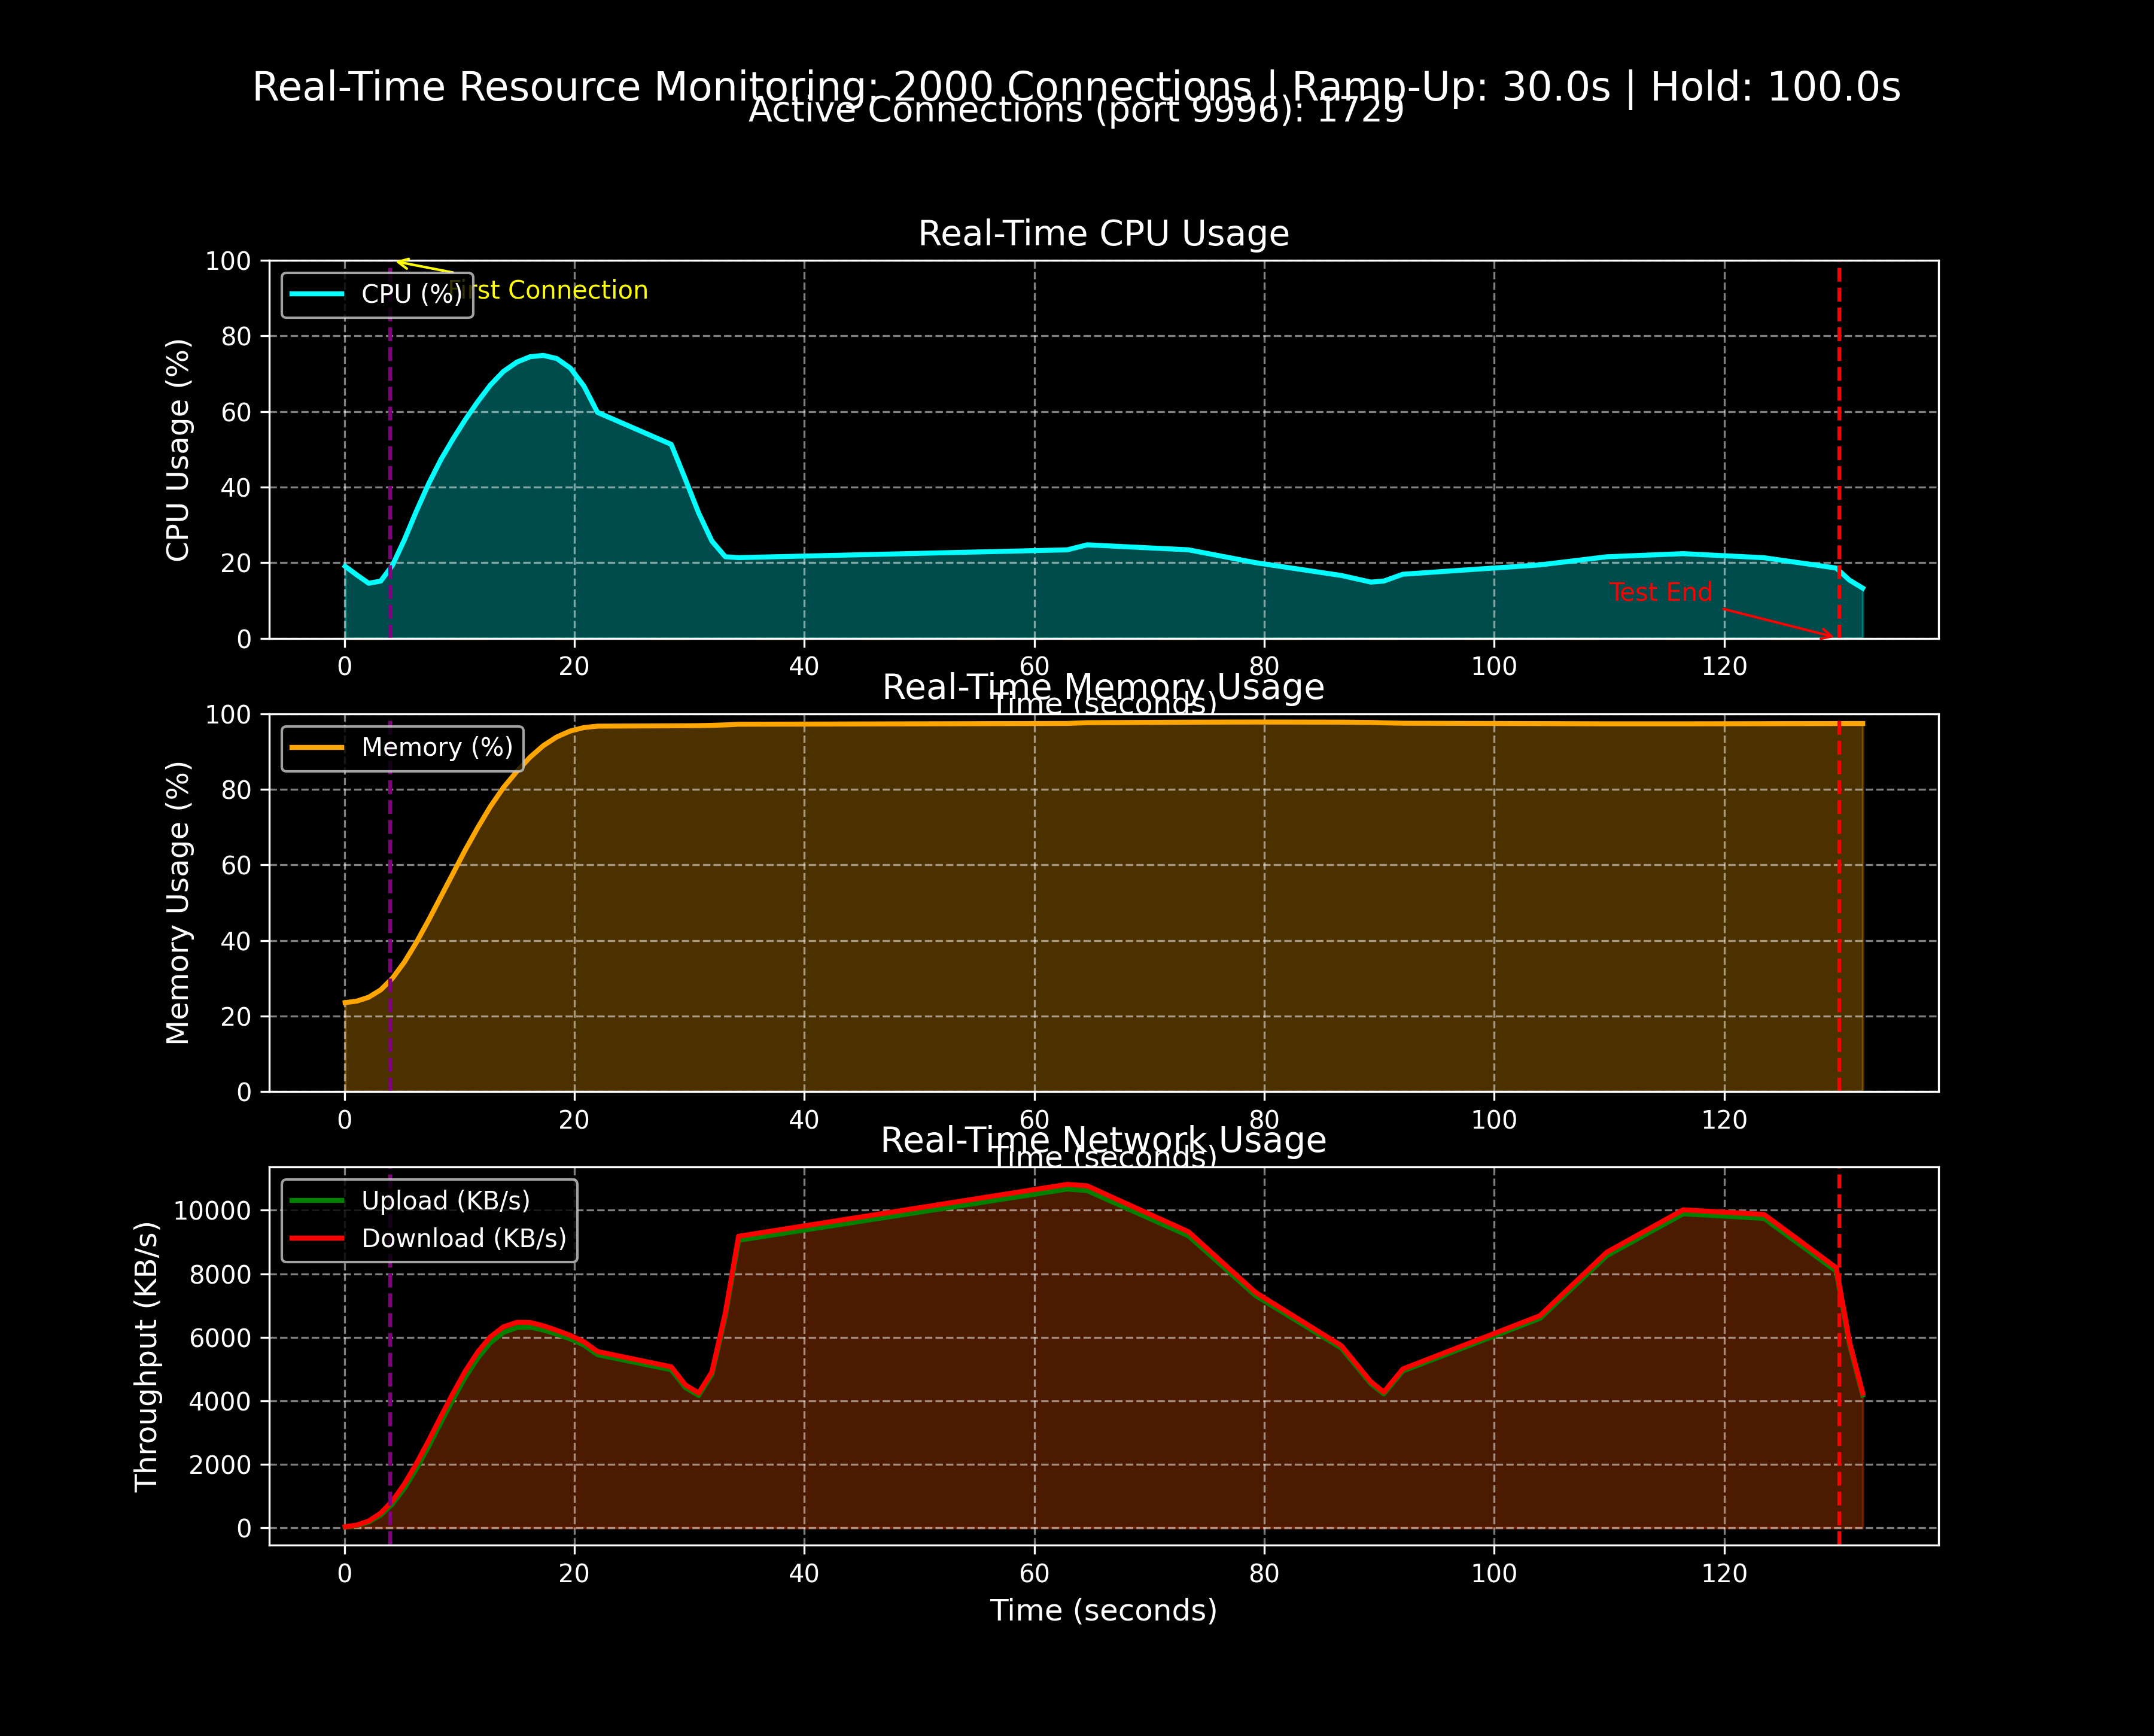 Real-Time Resource Monitoring: 2000 Connections | Ramp-Up: 30.0s | Hold: 100.0s
Active Connections (port 9996): 1729
Real-Time CPU Usage
CPU Usage (%)
100
80
60
40
20
0
CPU (%)
First Connection
Test End
0 20 40 60 80 100 120
Time (seconds)
Real-Time Memory Usage
Memory Usage (%)
100
80
60
40
20
0
Memory (%)
0 20 40 60 80 100 120
Time (seconds)
Real-Time Network Usage
Throughput (KB/s)
10000
8000
6000
4000
2000
0
Upload (KB/s)
Download (KB/s)
0 20 40 60 80 100 120
Time (seconds)